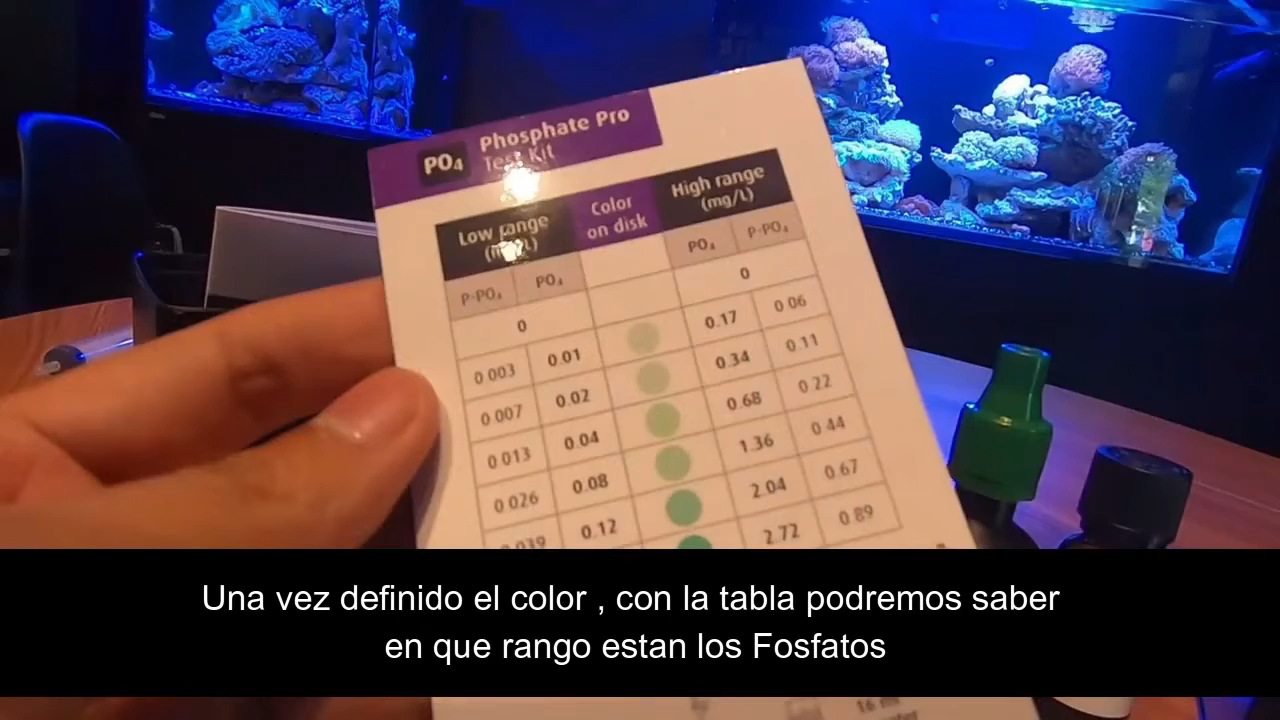 PO₄ Phosphate Pro
Test Kit
Low range Color High range
(mg/L) on disk (mg/L)
P-PO₄ PO₄ PO₄ P-PO₄
0 0
0 003 0.01 0.17 0 06
0 007 0.02 0.34 0.11
0 013 0.04 0.68 0 22
0 026 0.08 1.36 0 44
0.12 2.04 0.67
2.72 0 89
Una vez definido el color , con la tabla podremos saber
en que rango estan los Fosfatos
16